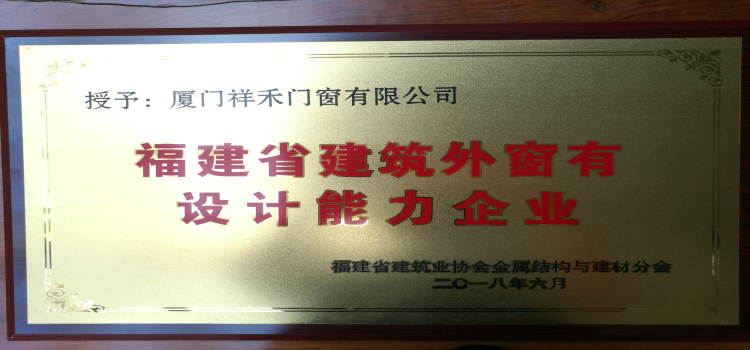 授予：厦门祥禾门窗有限公司
福建省建筑外窗有
设计能力企业
福建省建筑业协会金属结构与建材分会
二〇一八年六月